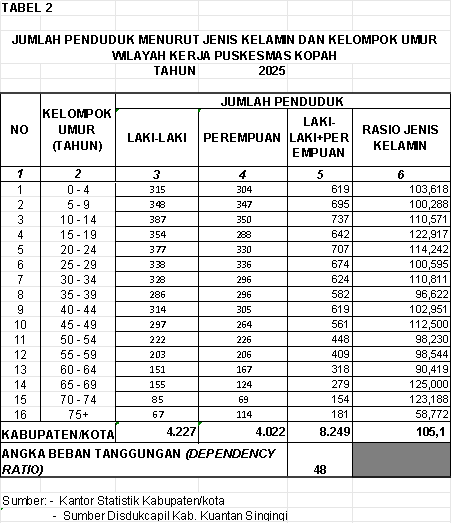 TABEL 2
JUMLAH PENDUDUK MENURUT JENIS KELAMIN DAN KELOMPOK UMUR
WILAYAH KERJA PUSKESMAS KOPAH
TAHUN 2025
NO KELOMPOK UMUR (TAHUN) JUMLAH PENDUDUK
LAKI-LAKI PEREMPUAN LAKI-LAKI+PEREMPUAN RASIO JENIS KELAMIN
1 2 3 4 5 6
1 0 - 4 315 304 619 103,618
2 5 - 9 348 347 695 100,288
3 10 - 14 387 350 737 110,571
4 15 - 19 354 288 642 122,917
5 20 - 24 377 330 707 114,242
6 25 - 29 338 336 674 100,595
7 30 - 34 328 296 624 110,811
8 35 - 39 286 296 582 96,622
9 40 - 44 314 305 619 102,951
10 45 - 49 297 264 561 112,500
11 50 - 54 222 226 448 98,230
12 55 - 59 203 206 409 98,544
13 60 - 64 151 167 318 90,419
14 65 - 69 155 124 279 125,000
15 70 - 74 85 69 154 123,188
16 75+ 67 114 181 58,772
KABUPATEN/KOTA 4.227 4.022 8.249 105,1
ANGKA BEBAN TANGGUNGAN (DEPENDENCY
RATIO) 48
Sumber: - Kantor Statistik Kabupaten/kota
- Sumber Disdukcapil Kab. Kuantan Singingi